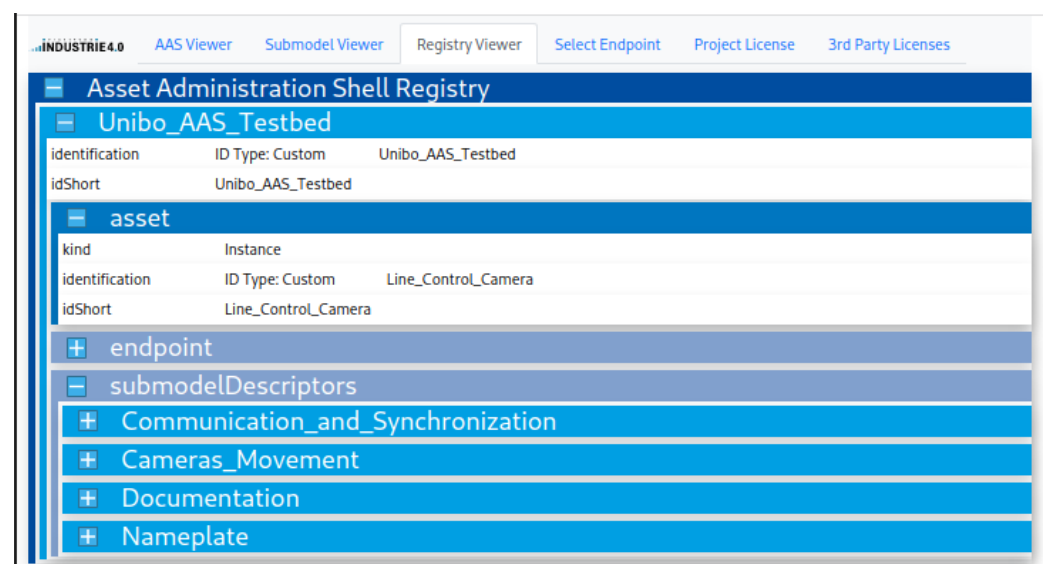 INDUSTRIE4.0 AAS Viewer Submodel Viewer Registry Viewer Select Endpoint Project License 3rd Party Licenses
Asset Administration Shell Registry
Unibo_AAS_Testbed
identification ID Type: Custom Unibo_AAS_Testbed
idShort Unibo_AAS_Testbed
asset
kind Instance
identification ID Type: Custom Line_Control_Camera
idShort Line_Control_Camera
endpoint
submodelDescriptors
Communication_and_Synchronization
Cameras_Movement
Documentation
Nameplate